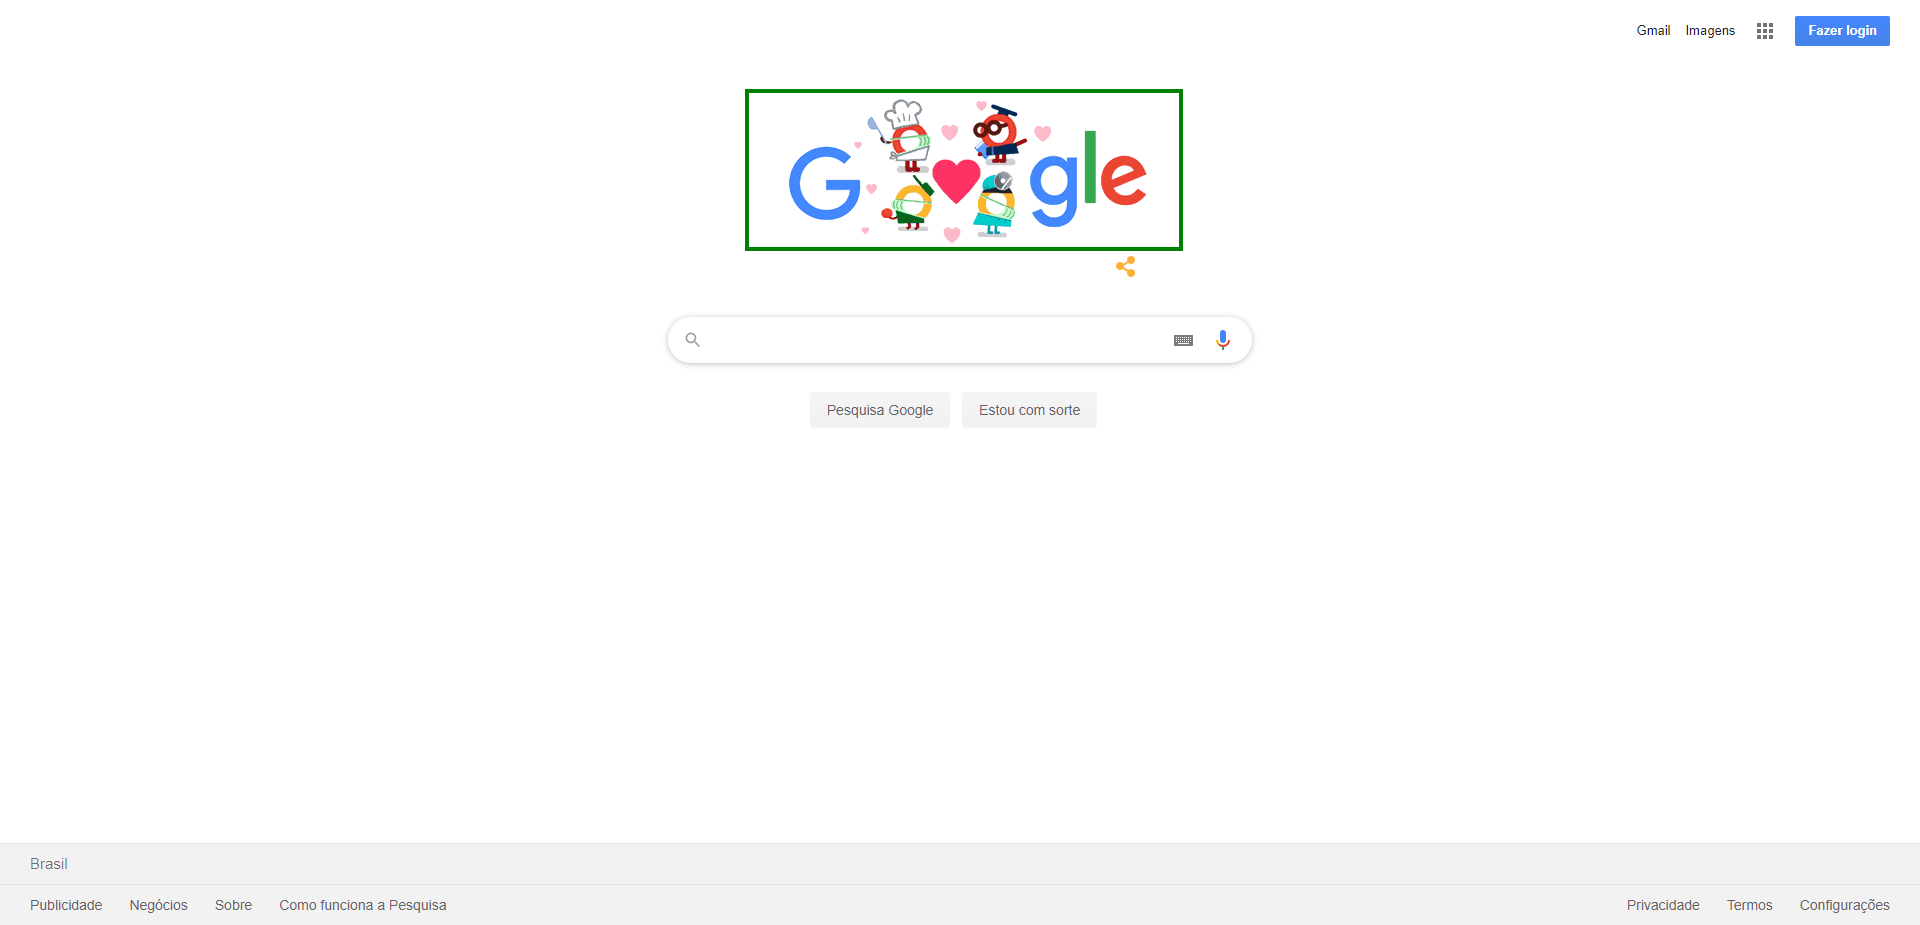 Gmail Imagens Fazer login
Google
Pesquisa Google Estou com sorte
Brasil
Publicidade Negócios Sobre Como funciona a Pesquisa Privacidade Termos Configurações